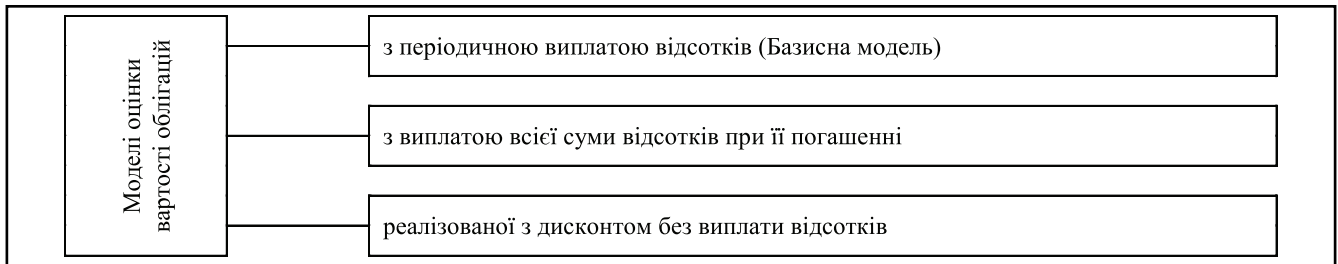 Моделі оцінки
вартості облігацій
з періодичною виплатою відсотків (Базисна модель)
з виплатою всієї суми відсотків при її погашенні
реалізованої з дисконтом без виплати відсотків